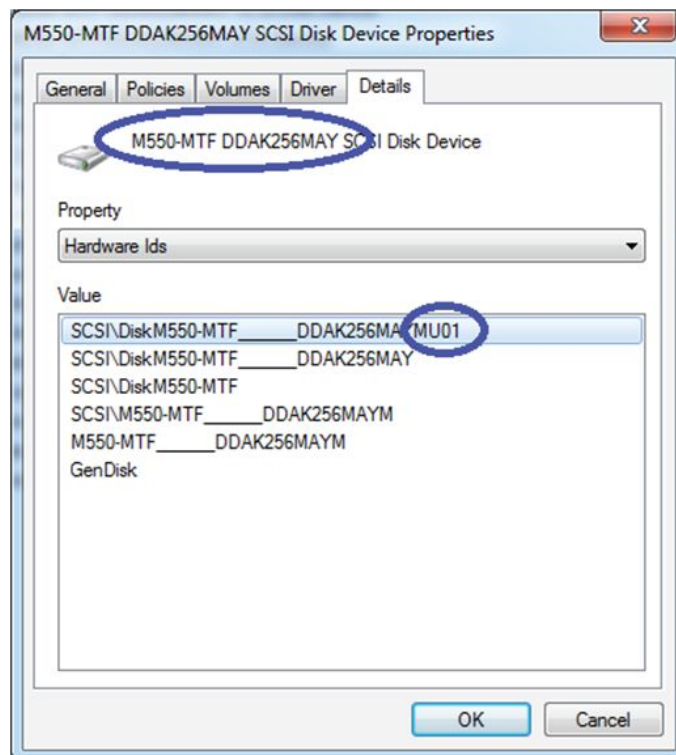 M550-MTF DDAK256MAY SCSI Disk Device Properties
General Policies Volumes Driver Details
M550-MTF DDAK256MAY SCSI Disk Device
Property
Hardware Ids
Value
SCSI\DiskM550-MTF______DDAK256MAYMU01
SCSI\DiskM550-MTF______DDAK256MAY
SCSI\DiskM550-MTF
SCSI\M550-MTF______DDAK256MAYM
M550-MTF______DDAK256MAYM
GenDisk
OK Cancel